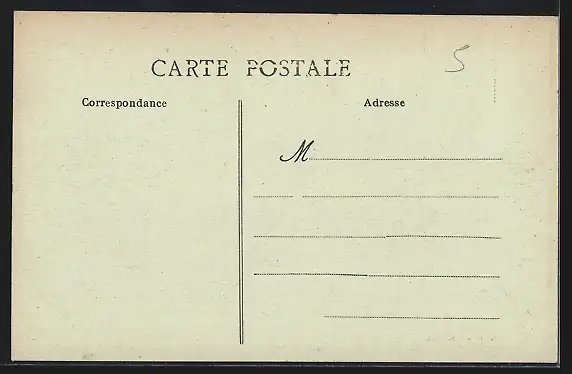 CARTE POSTALE
5
Correspondance
Adresse
M